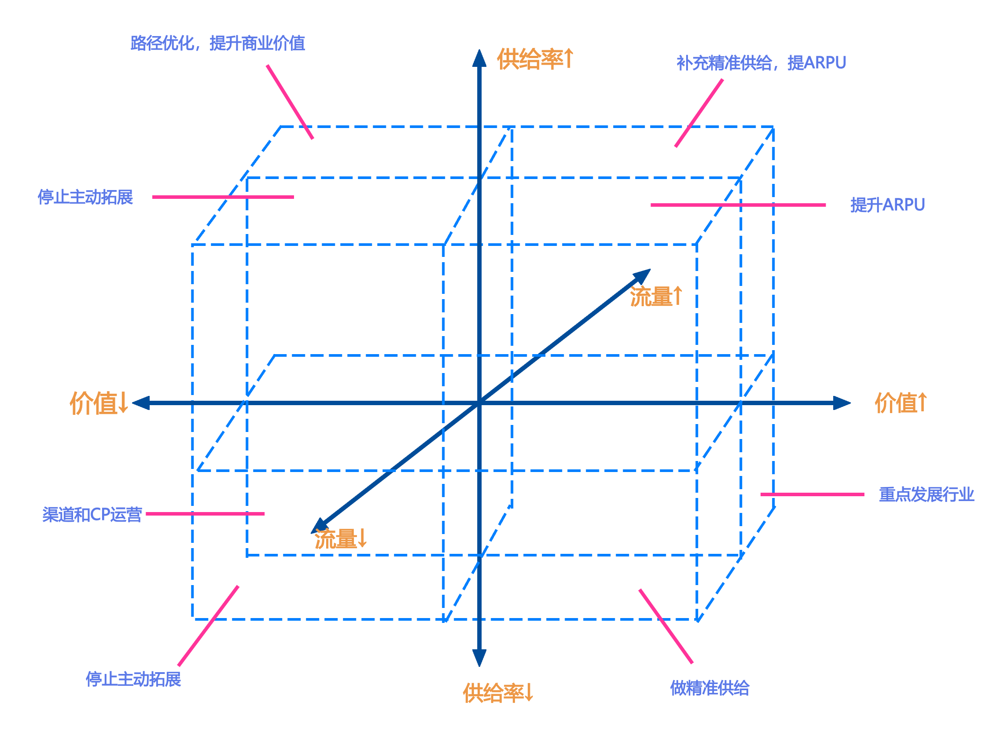 路径优化，提升商业价值
供给率↑
补充精准供给，提ARPU
停止主动拓展
提升ARPU
流量↑
价值↓
价值↑
重点发展行业
渠道和CP运营
流量↓
停止主动拓展
供给率↓
做精准供给